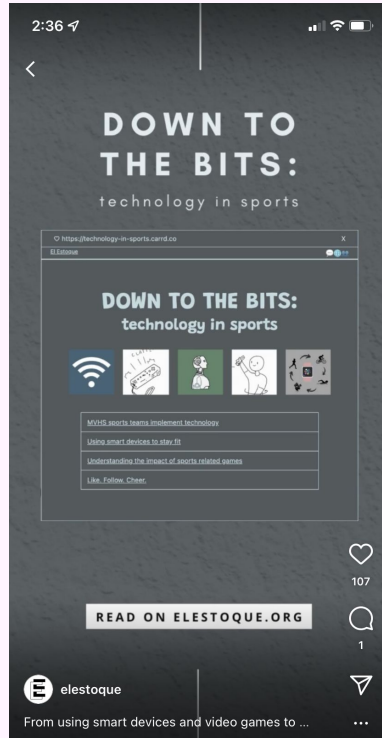 2:36
DOWN TO
THE BITS:
technology in sports
https://technology-in-sports.carrd.co X
El Estoque
DOWN TO THE BITS:
technology in sports
MVHS sports teams implement technology
Using smart devices to stay fit
Understanding the impact of sports related games
Like. Follow. Cheer.
107
READ ON ELESTOQUE.ORG
1
E elestoque
From using smart devices and video games to ...